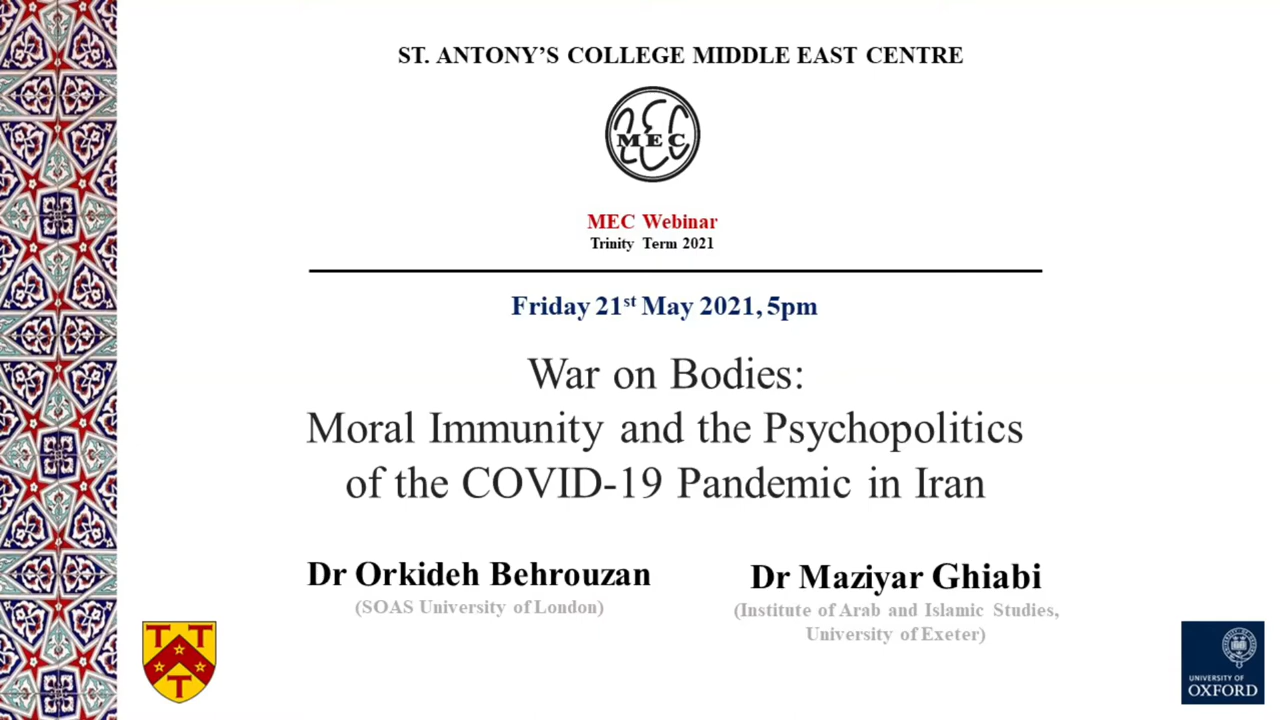 ST. ANTONY’S COLLEGE MIDDLE EAST CENTRE
MEC
MEC Webinar
Trinity Term 2021
Friday 21st May 2021, 5pm
War on Bodies:
Moral Immunity and the Psychopolitics
of the COVID-19 Pandemic in Iran
Dr Orkideh Behrouzan
(SOAS University of London)
Dr Maziyar Ghiabi
(Institute of Arab and Islamic Studies,
University of Exeter)
T T
T
UNIVERSITY OF
OXFORD